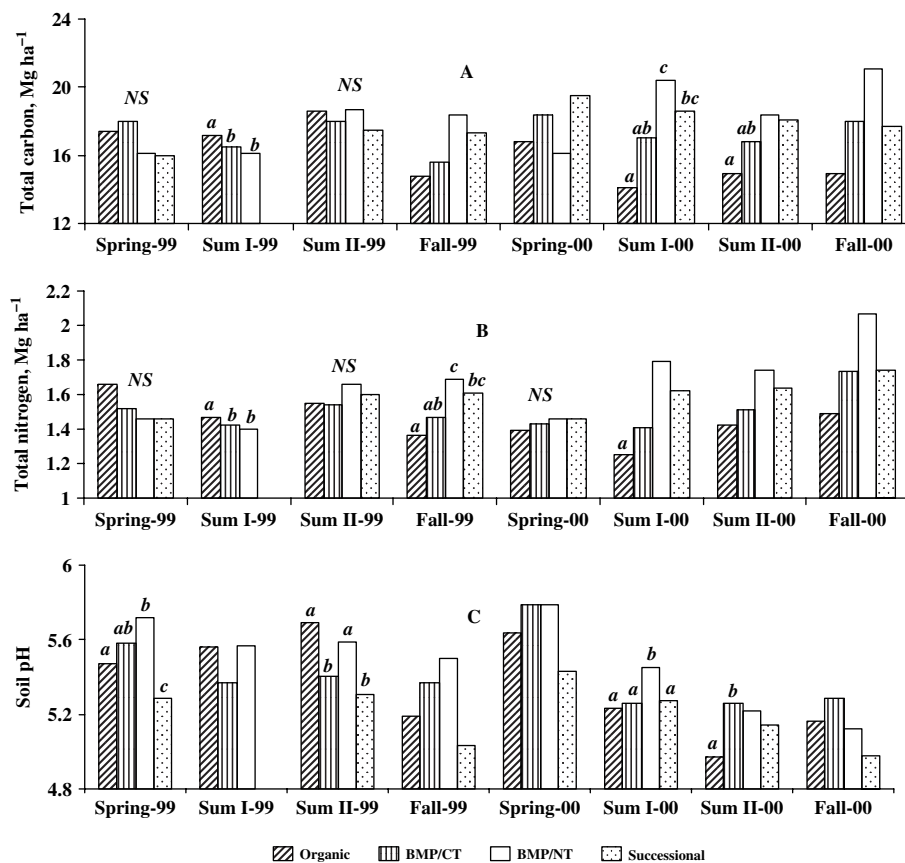 A
Total carbon, Mg ha⁻¹
24
20
16
12
NS
a b b
NS
a ab c bc
a ab
Spring-99 Sum I-99 Sum II-99 Fall-99 Spring-00 Sum I-00 Sum II-00 Fall-00
B
Total nitrogen, Mg ha⁻¹
2.2
2
1.8
1.6
1.4
1.2
1
NS
a b b
NS
a ab c bc
NS
a
Spring-99 Sum I-99 Sum II-99 Fall-99 Spring-00 Sum I-00 Sum II-00 Fall-00
C
Soil pH
6
5.6
5.2
4.8
a ab b c
a b a b
a a b a
a b
Spring-99 Sum I-99 Sum II-99 Fall-99 Spring-00 Sum I-00 Sum II-00 Fall-00
Organic BMP/CT BMP/NT Successional